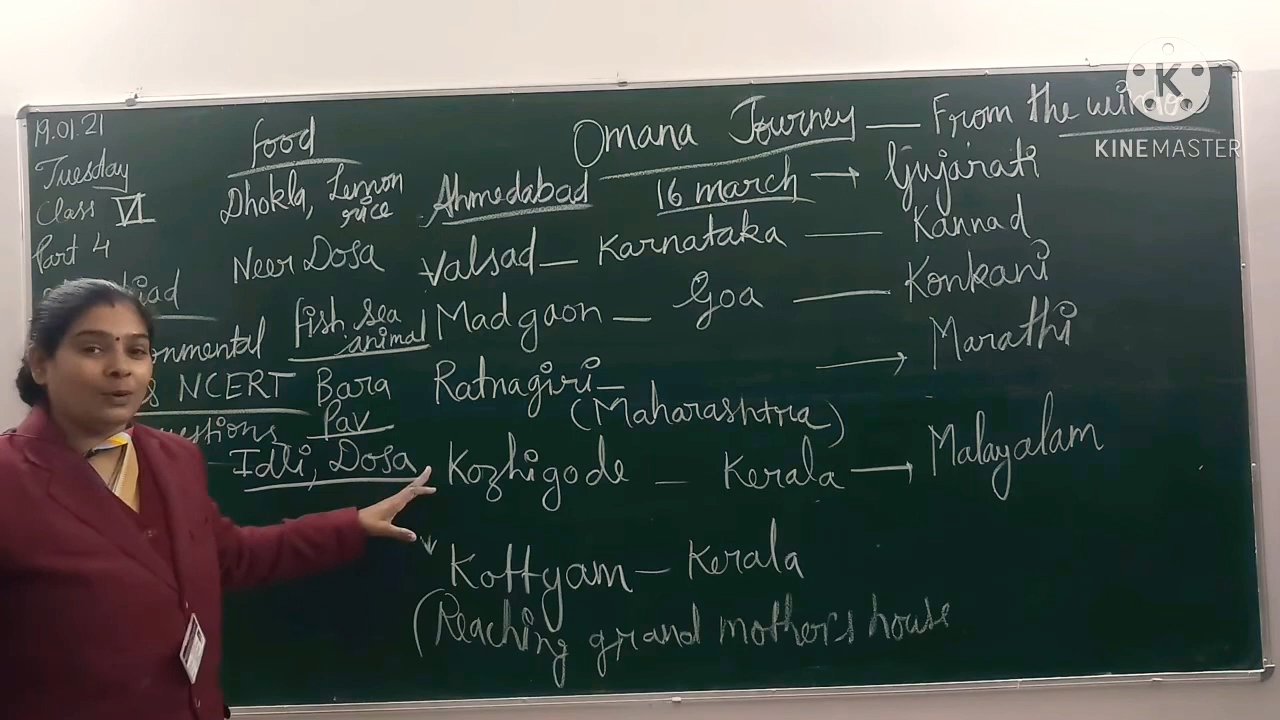 19.01.21
Tuesday
Class VI
Part 4
NCERT
Food
Dhokla, Lemon rice
Neer Dosa
fish, sea animal
Bara Pav
Idli, Dosa
Omana Journey — From the window
Ahmedabad 16 march → Gujarati
Valsad — Karnataka — Kannad
Madgaon — Goa — Konkani
Ratnagiri — (Maharashtra) → Marathi
Kozhigode — Kerala → Malayalam
Kottyam — Kerala
(Reaching grand mother's house
K
KINEMASTER